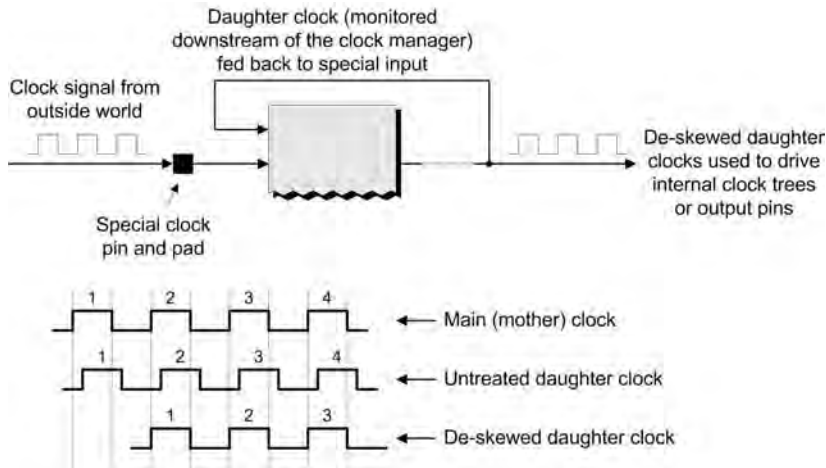 Daughter clock (monitored
downstream of the clock manager)
fed back to special input
Clock signal from
outside world
De-skewed daughter
clocks used to drive
internal clock trees
or output pins
Special clock
pin and pad
1 2 3 4
Main (mother) clock
1 2 3 4
Untreated daughter clock
1 2 3
De-skewed daughter clock